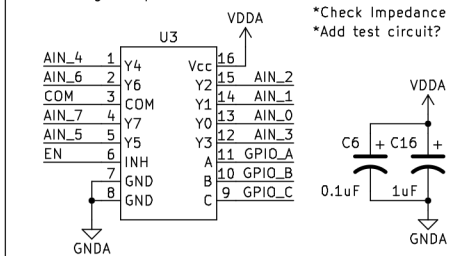 *Check Impedance
*Add test circuit?
VDDA
U3
AIN_4 1 Y4 Vcc 16
AIN_6 2 Y6 Y2 15 AIN_2
COM 3 COM Y1 14 AIN_1
AIN_7 4 Y7 Y0 13 AIN_0
AIN_5 5 Y5 Y3 12 AIN_3
EN 6 INH A 11 GPIO_A
7 GND B 10 GPIO_B
8 GND C 9 GPIO_C
GNDA
VDDA
C6 + C16 +
0.1uF 1uF
GNDA